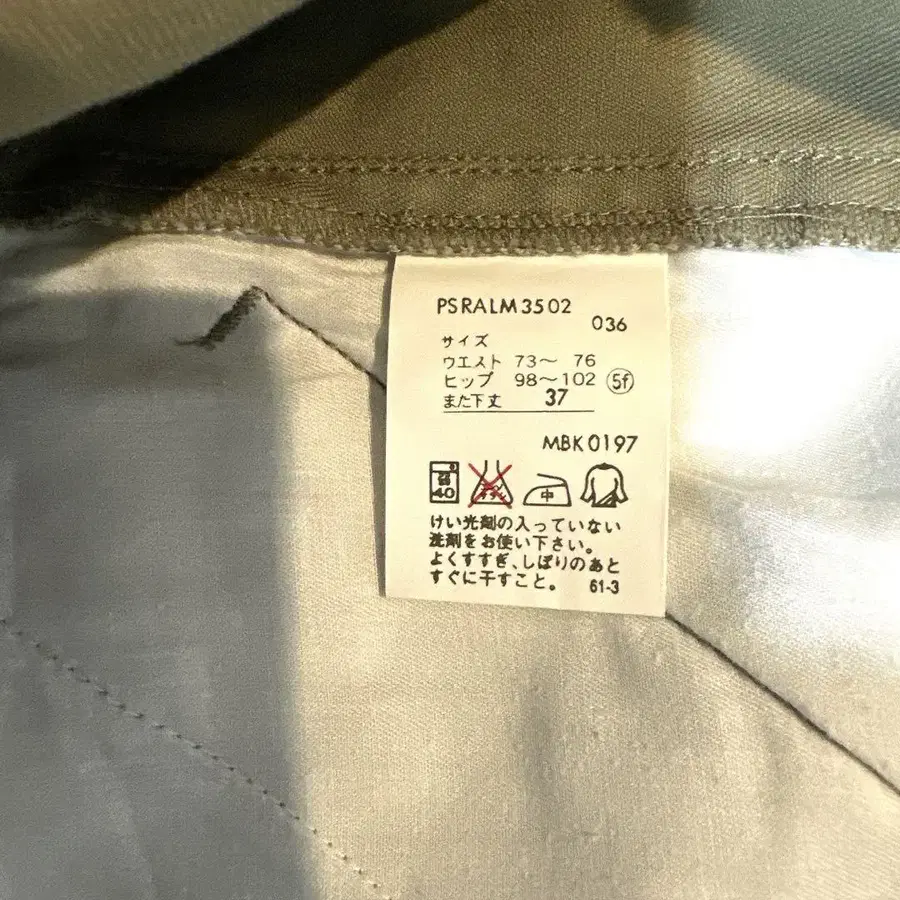 PSRALM3502
036
サイズ
ウエスト 73〜 76
ヒップ 98〜102 5f
また下丈 37
MBK0197
40
中
けい光剤の入っていない
洗剤をお使い下さい。
よくすすぎ、しぼりのあと
すぐに干すこと。 61-3